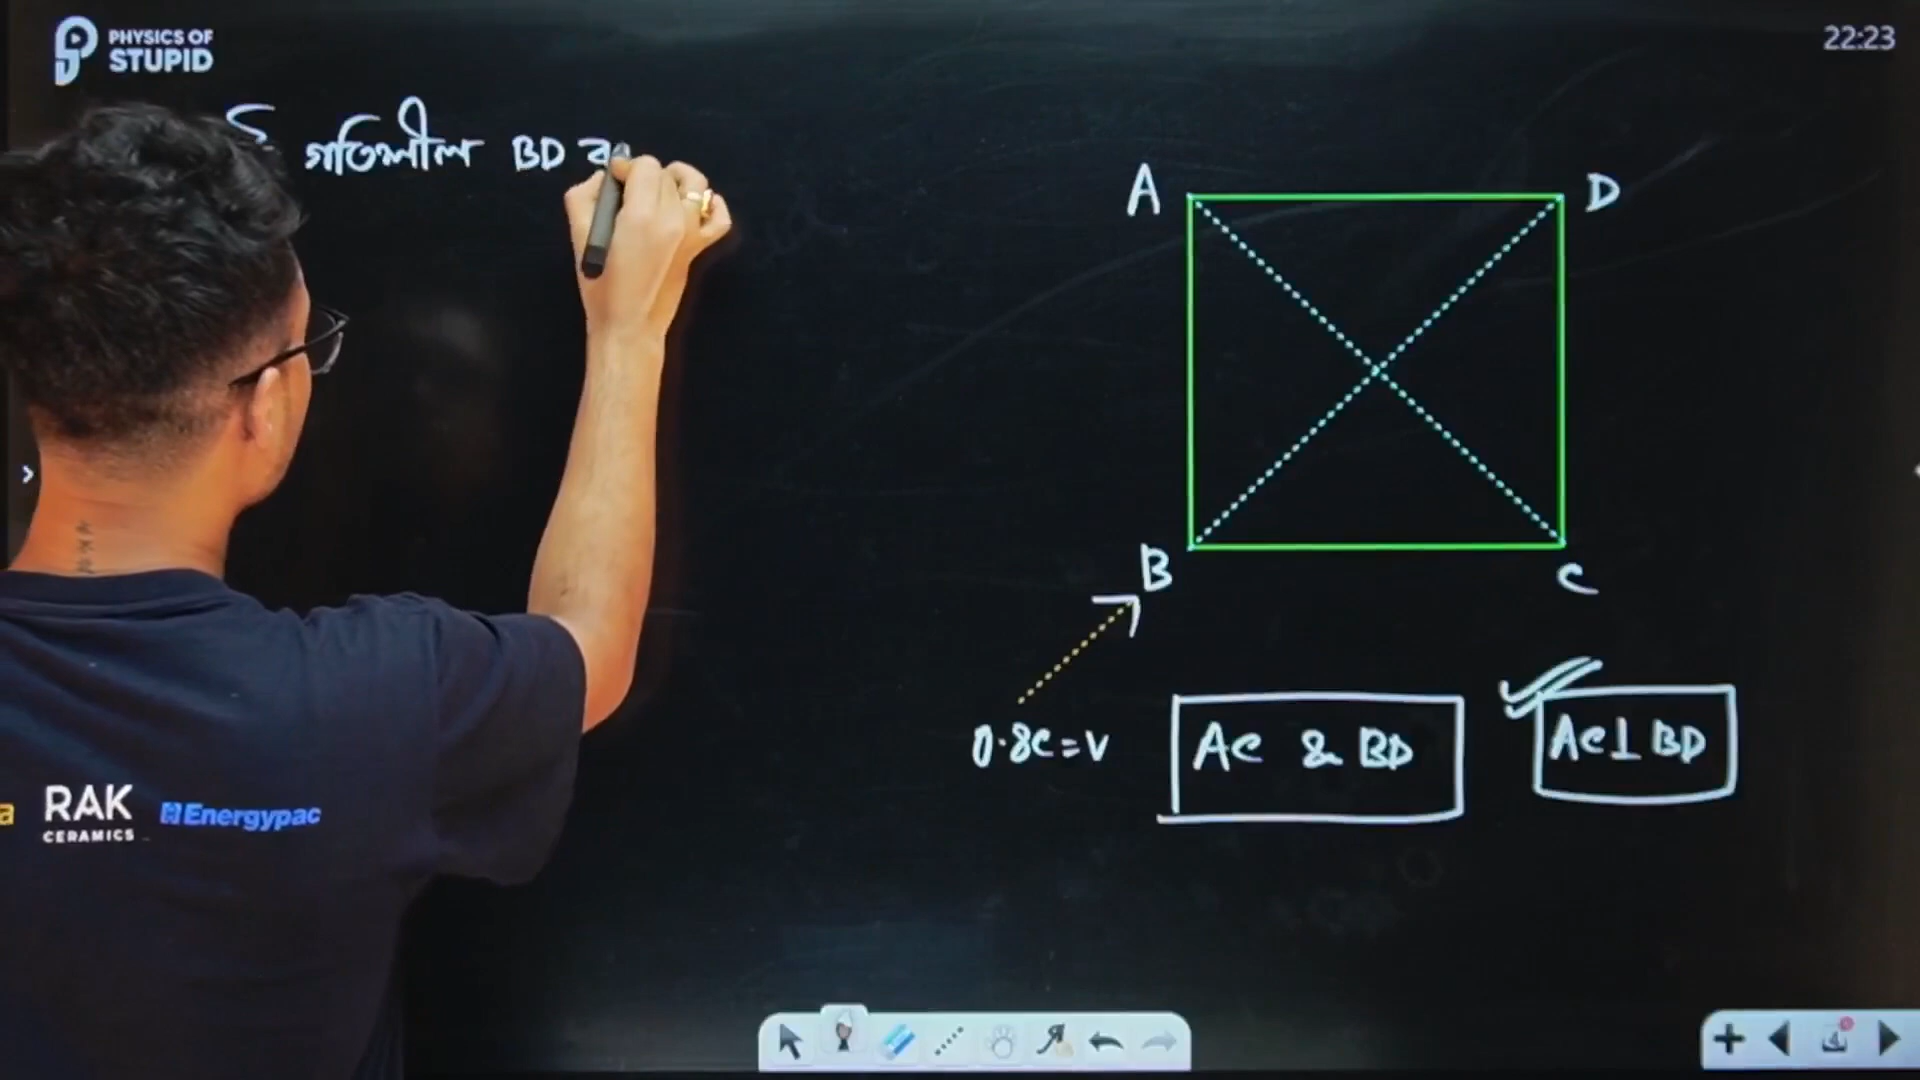 PHYSICS OF
STUPID
22:23
গতিশীল BD
A
D
B
C
0.8c = v
AC & BD
AC ⊥ BD
a
RAK
CERAMICS
Energypac